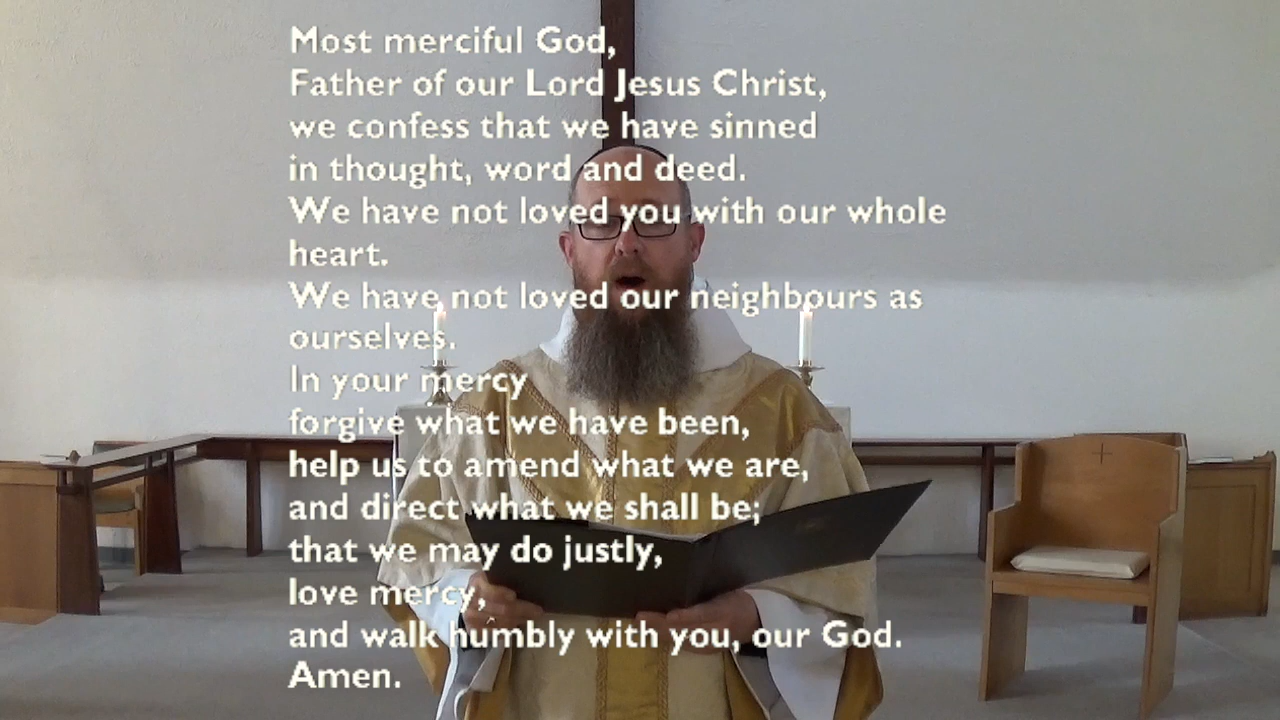 Most merciful God,
Father of our Lord Jesus Christ,
we confess that we have sinned
in thought, word and deed.
We have not loved you with our whole
heart.
We have not loved our neighbours as
ourselves.
In your mercy
forgive what we have been,
help us to amend what we are,
and direct what we shall be;
that we may do justly,
love mercy,
and walk humbly with you, our God.
Amen.